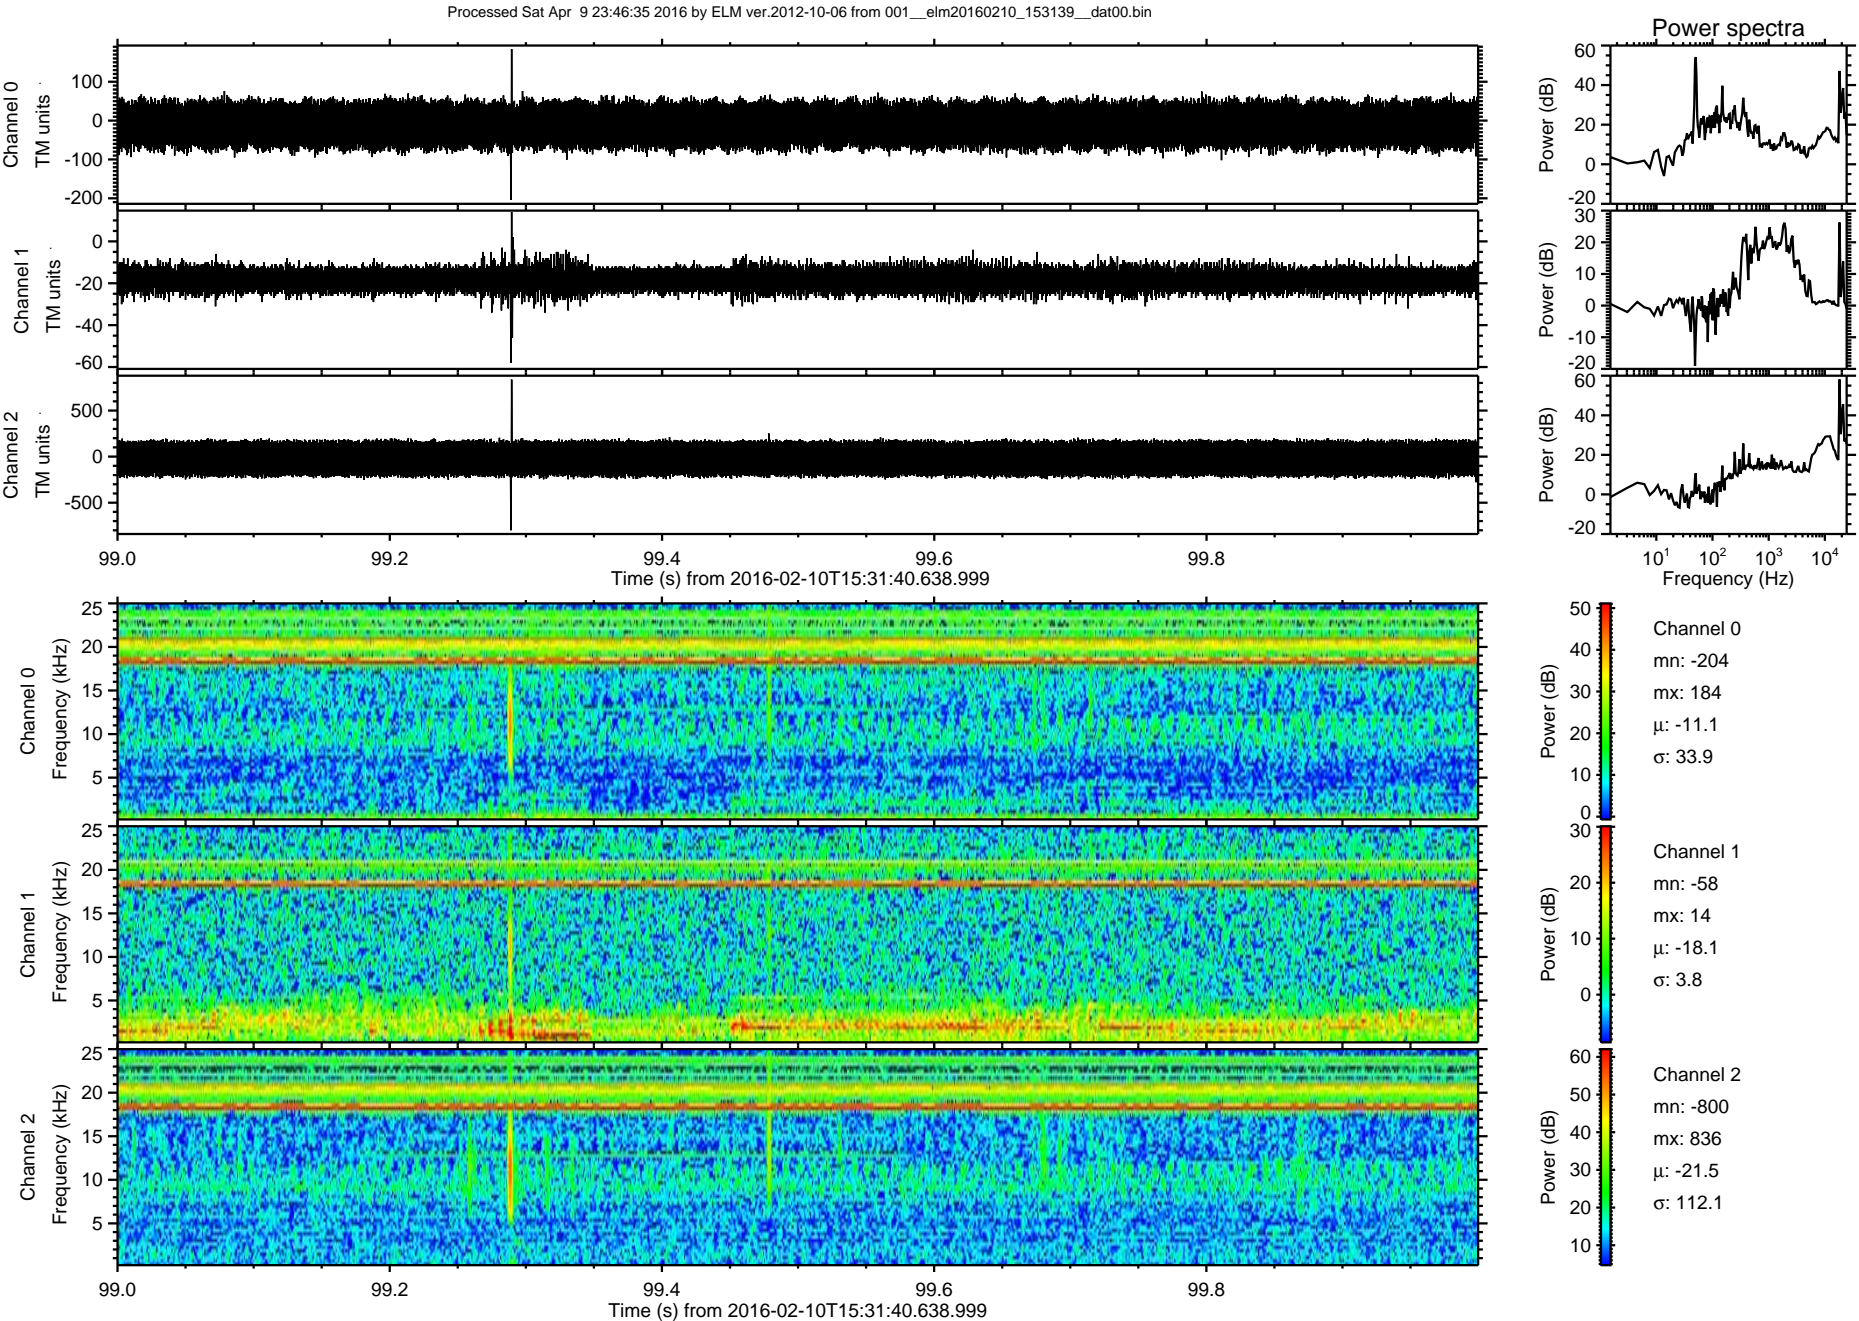 Processed Sat Apr  9 23:46:35 2016 by ELM ver.2012-10-06 from 001__elm20160210_153139__dat00.bin
Power spectra
Channel 0
TM units
100
0
-100
-200
Power (dB)
60
40
20
0
-20
Channel 1
TM units
0
-20
-40
-60
Power (dB)
30
20
10
0
-10
-20
Channel 2
TM units
500
0
-500
Power (dB)
60
40
20
0
-20
99.0 99.2 99.4 99.6 99.8
Time (s) from 2016-02-10T15:31:40.638.999
10^1 10^2 10^3 10^4
Frequency (Hz)
Channel 0
Frequency (kHz)
25
20
15
10
5
Power (dB)
50
40
30
20
10
0
Channel 0
mn: -204
mx: 184
μ: -11.1
σ: 33.9
Channel 1
Frequency (kHz)
25
20
15
10
5
Power (dB)
30
20
10
0
Channel 1
mn: -58
mx: 14
μ: -18.1
σ: 3.8
Channel 2
Frequency (kHz)
25
20
15
10
5
Power (dB)
60
50
40
30
20
10
Channel 2
mn: -800
mx: 836
μ: -21.5
σ: 112.1
99.0 99.2 99.4 99.6 99.8
Time (s) from 2016-02-10T15:31:40.638.999